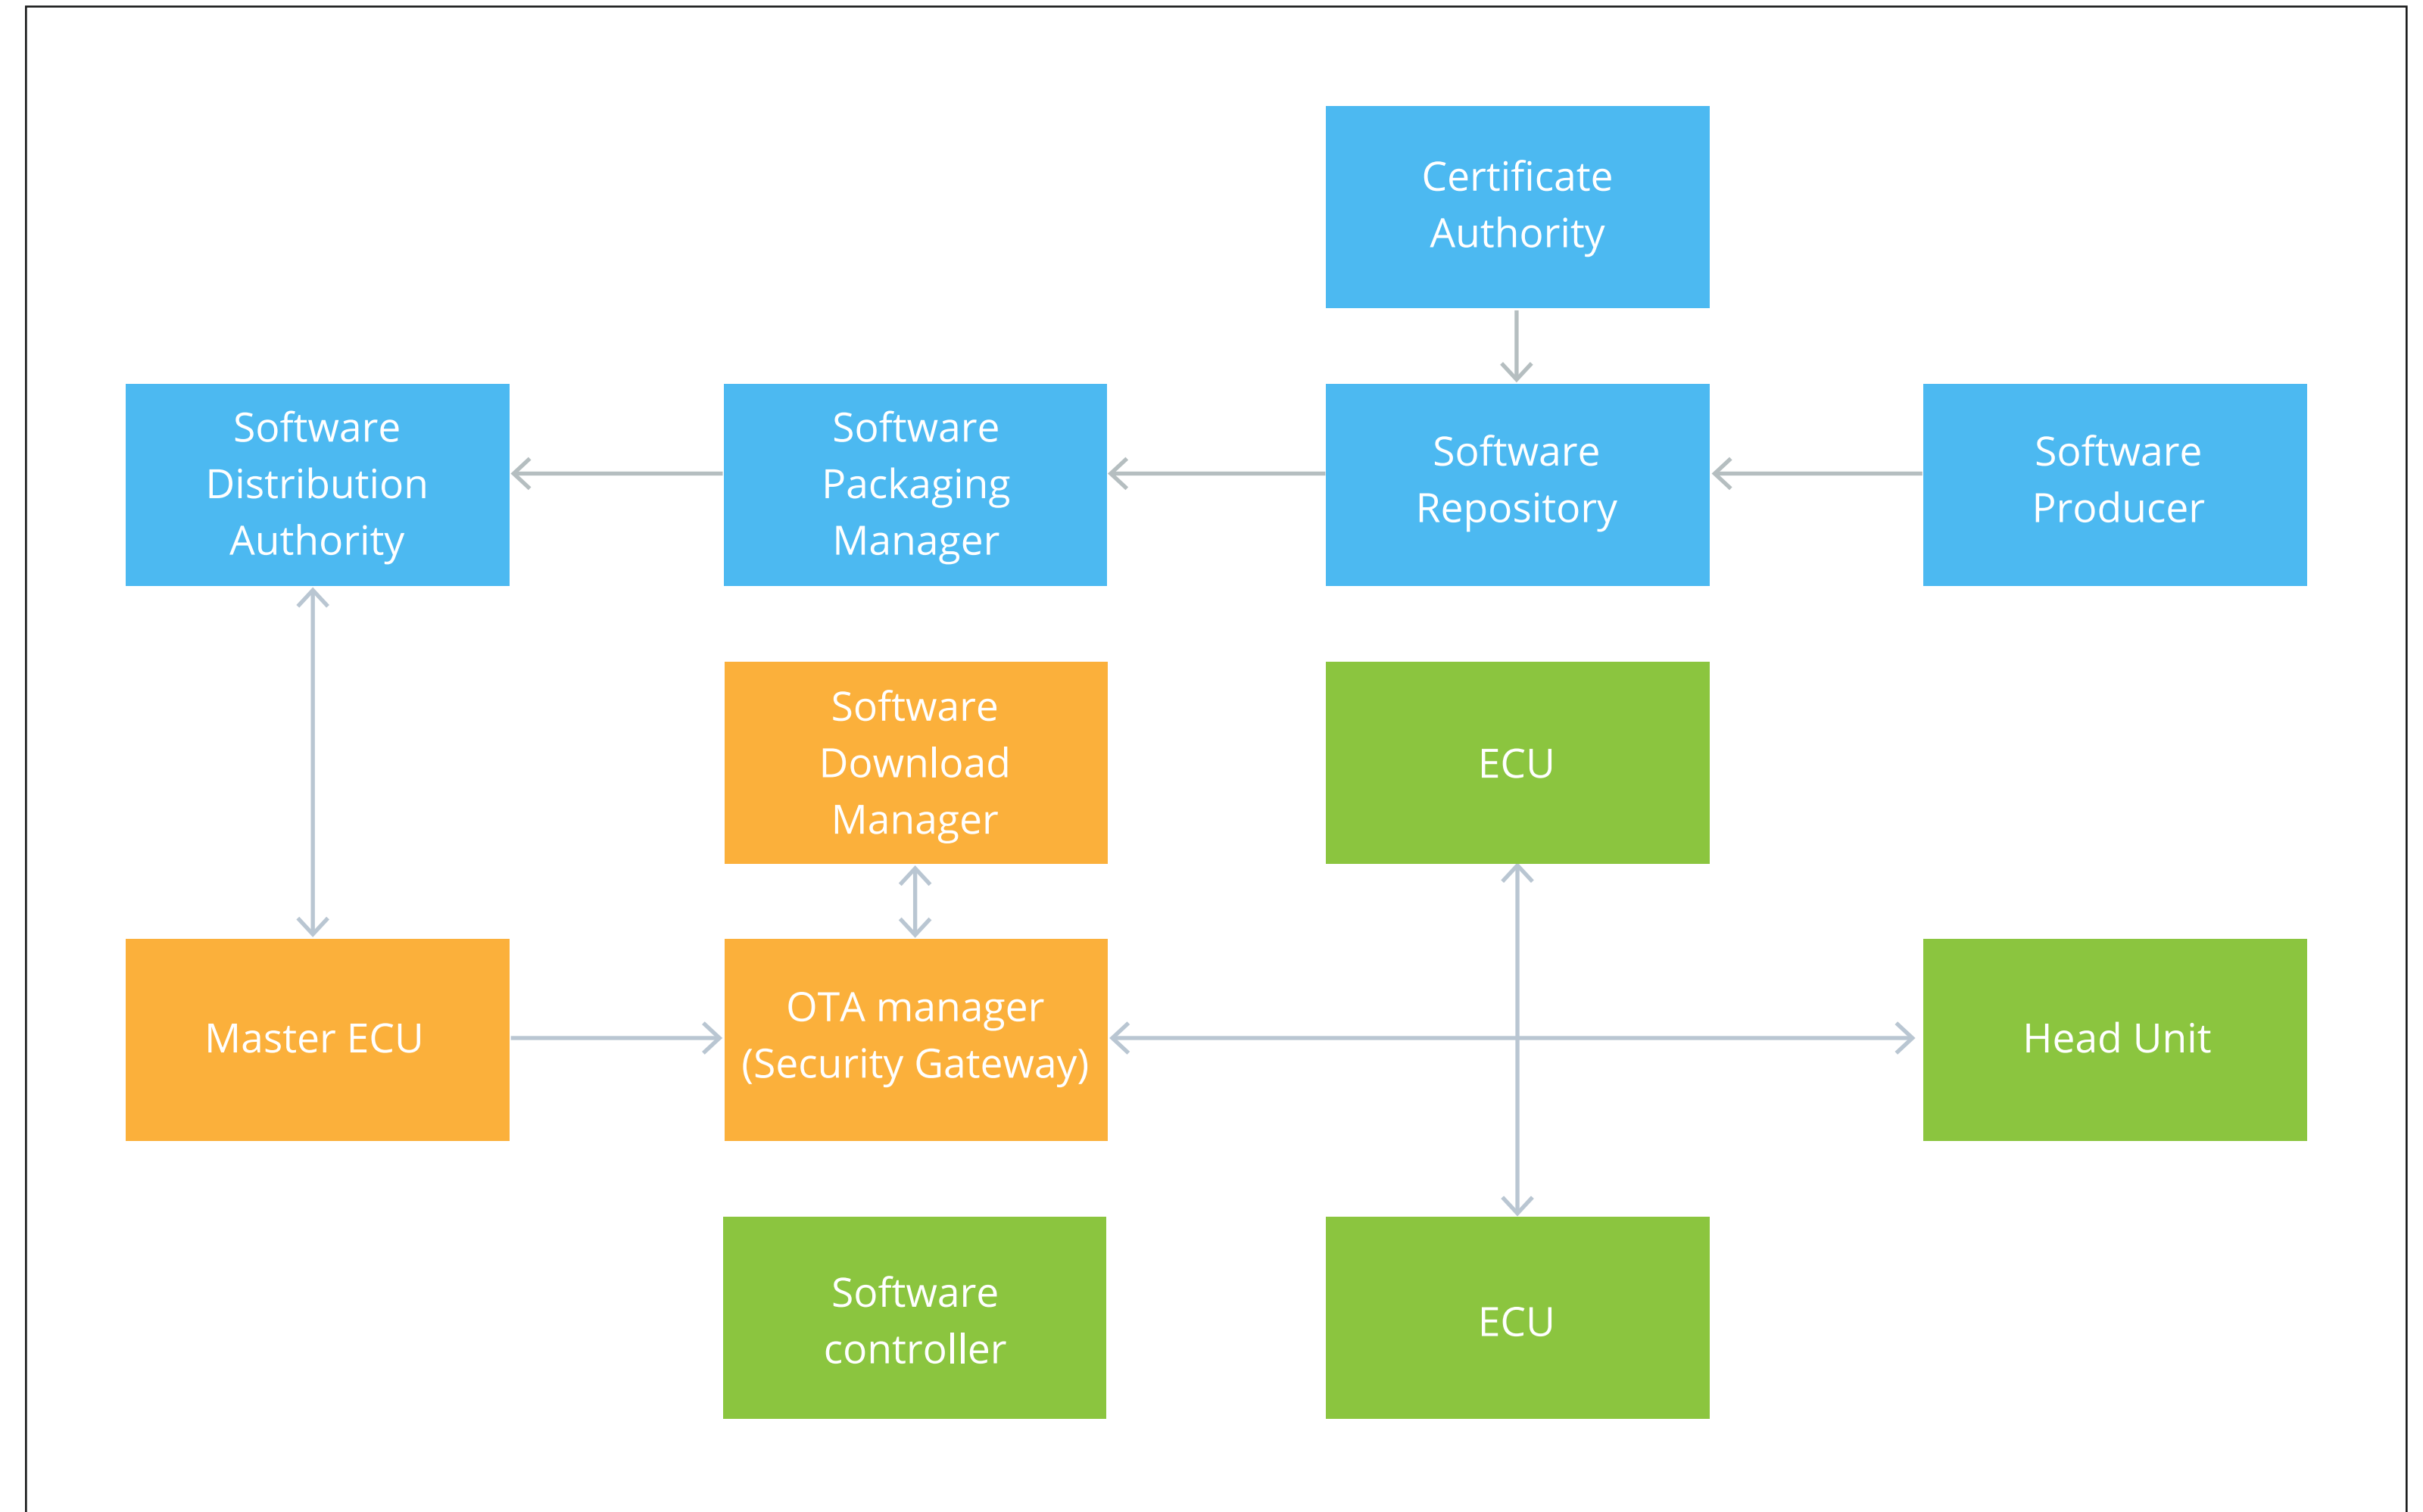 Certificate
Authority
Software
Distribution
Authority
Software
Packaging
Manager
Software
Repository
Software
Producer
Software
Download
Manager
ECU
Master ECU
OTA manager
(Security Gateway)
Head Unit
Software
controller
ECU